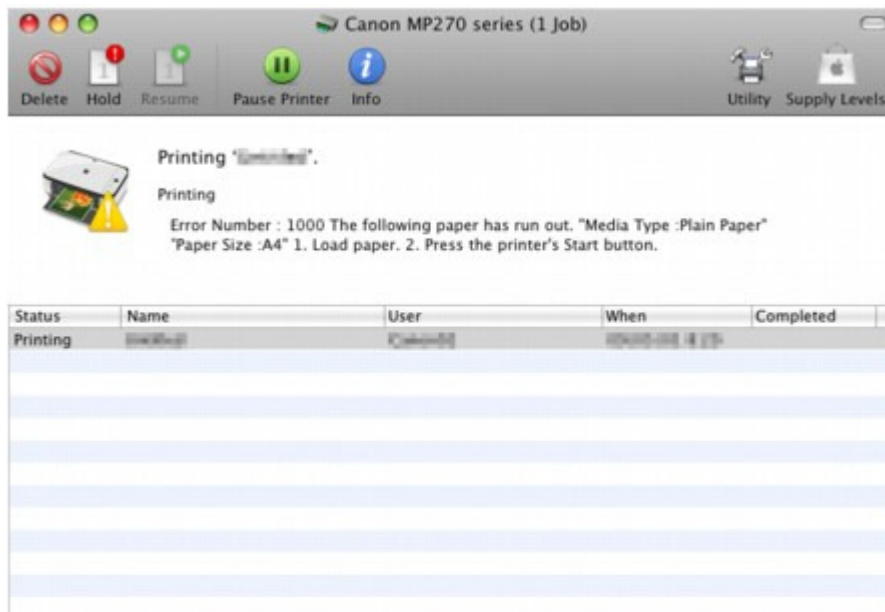 Canon MP270 series (1 Job)
Delete Hold Resume Pause Printer Info Utility Supply Levels
Printing ''.
Printing
Error Number : 1000 The following paper has run out. "Media Type :Plain Paper"
"Paper Size :A4" 1. Load paper. 2. Press the printer's Start button.
Status Name User When Completed
Printing